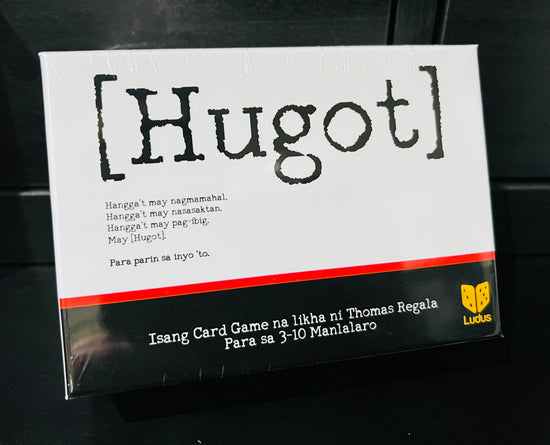 [Hugot]
Hangga't may nagmamahal.
Hangga't may nasasaktan.
Hangga't may pag-ibig.
May [Hugot].
Para parin sa inyo 'to.
Isang Card Game na likha ni Thomas Regala
Para sa 3-10 Manlalaro
Ludus